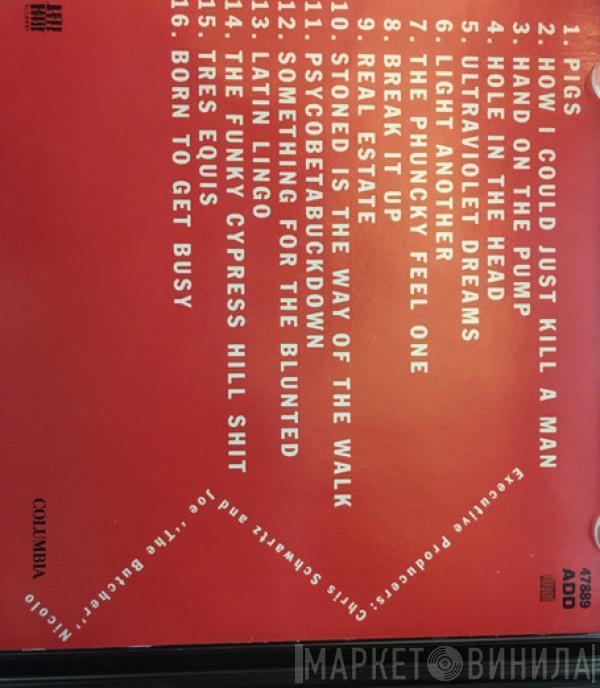 1. PIGS
2. HOW I COULD JUST KILL A MAN
3. HAND ON THE PUMP
4. HOLE IN THE HEAD
5. ULTRAVIOLET DREAMS
6. LIGHT ANOTHER
7. THE PHUNCKY FEEL ONE
8. BREAK IT UP
9. REAL ESTATE
10. STONED IS THE WAY OF THE WALK
11. PSYCOBETABUCKDOWN
12. SOMETHING FOR THE BLUNTED
13. LATIN LINGO
14. THE FUNKY CYPRESS HILL SHIT
15. TRES EQUIS
16. BORN TO GET BUSY
Executive Producers: Chris Schwartz and
Joe "The Butcher" Nicolo
47889
ADD
COLUMBIA
МАРКЕТ ВИНИЛА